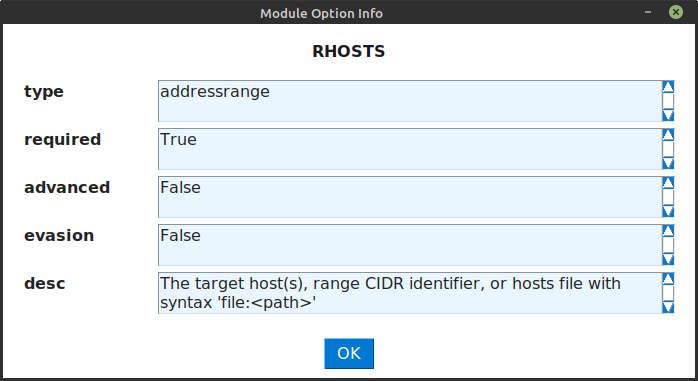 Module Option Info
RHOSTS
type addressrange
required True
advanced False
evasion False
desc The target host(s), range CIDR identifier, or hosts file with
syntax 'file:<path>'
OK